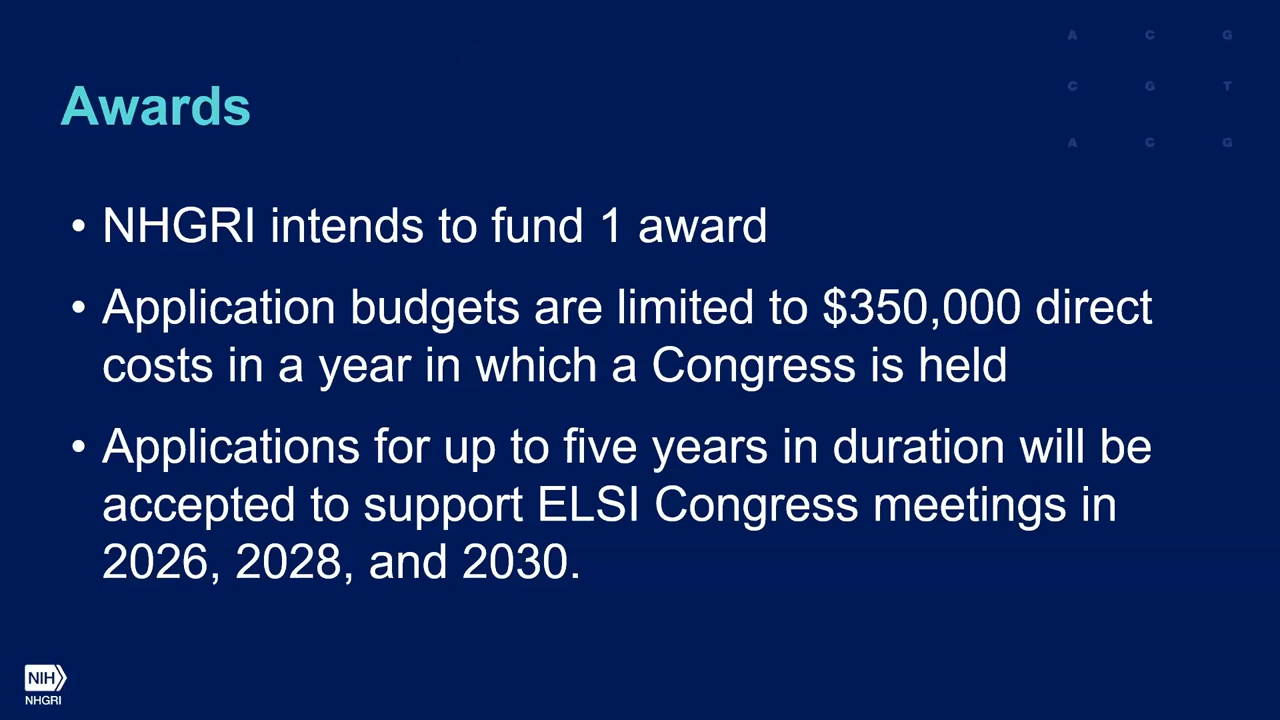 A C G
C G T
A C G
Awards
• NHGRI intends to fund 1 award
• Application budgets are limited to $350,000 direct
costs in a year in which a Congress is held
• Applications for up to five years in duration will be
accepted to support ELSI Congress meetings in
2026, 2028, and 2030.
NIH
NHGRI